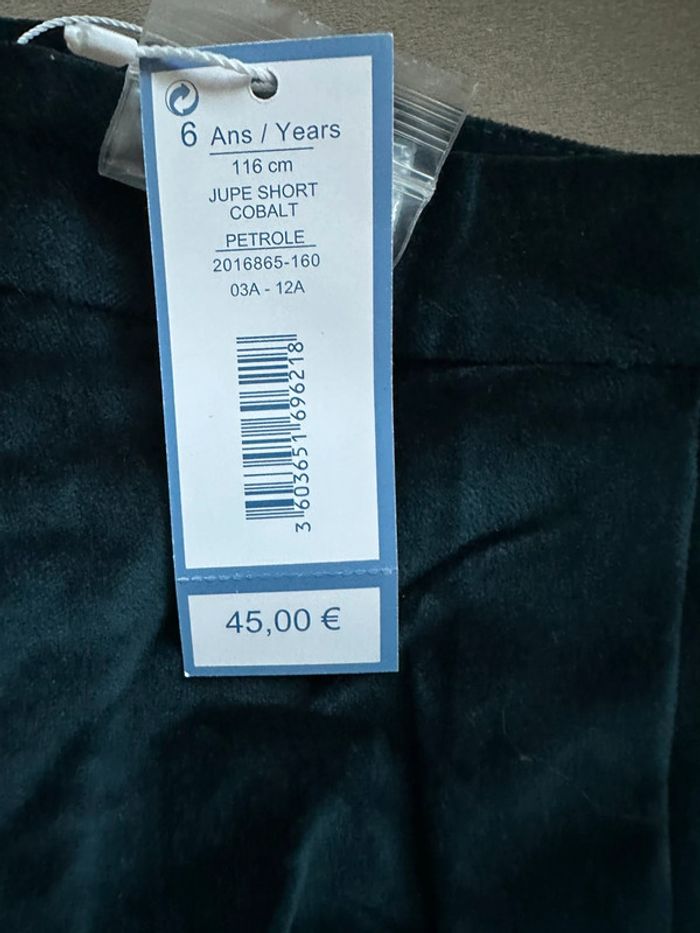 6 Ans / Years
116 cm
JUPE SHORT
COBALT
PETROLE
2016865-160
03A - 12A
3 603651 696218
45,00 €